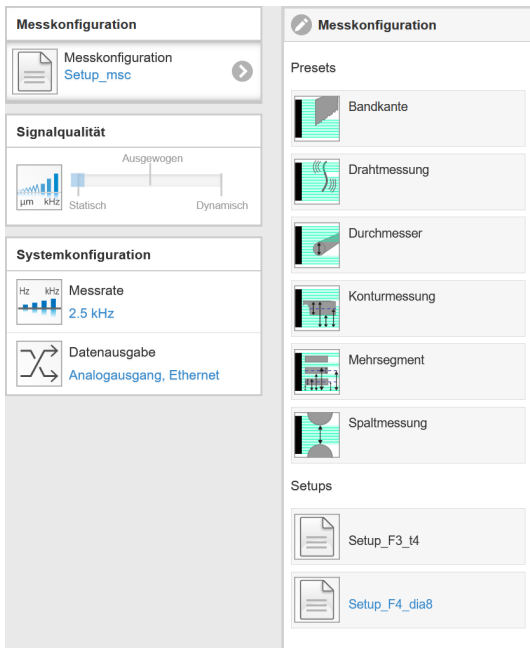 Messkonfiguration
Messkonfiguration
Setup_msc
Signalqualität
Ausgewogen
µm kHz
Statisch
Dynamisch
Systemkonfiguration
Hz kHz
Messrate
2.5 kHz
Datenausgabe
Analogausgang, Ethernet
Messkonfiguration
Presets
Bandkante
Drahtmessung
Durchmesser
Konturmessung
Mehrsegment
Spaltmessung
Setups
Setup_F3_t4
Setup_F4_dia8